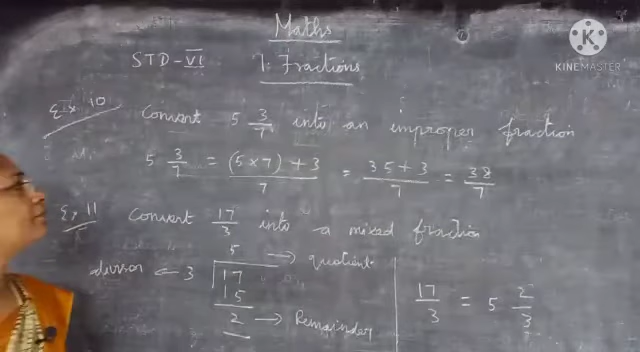 Maths
STD-VI 1. Fractions
KINEMASTER
Ex 10 Convert 5 3/7 into an improper fraction
5 3/7 = (5×7)+3/7 = 35+3/7 = 38/7
Ex 11 Convert 17/3 into a mixed fraction
5 → quotient
divisor ← 3 17
15
2 → Remainder
17/3 = 5 2/3